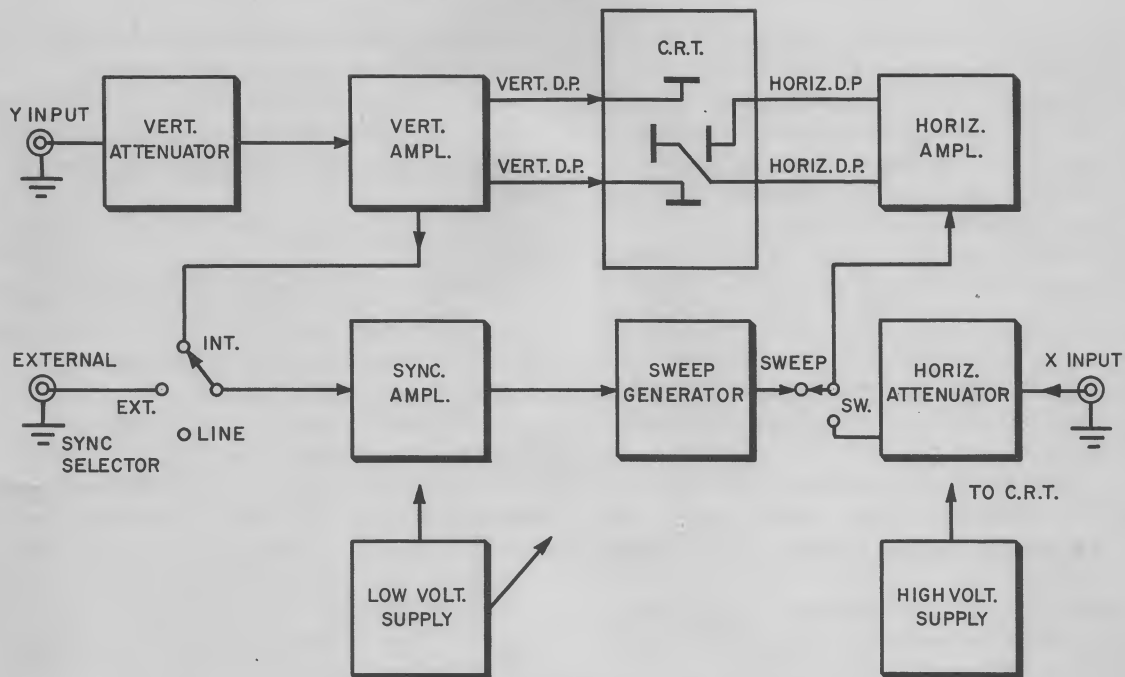 C.R.T.
Y INPUT
VERT.
ATTENUATOR
VERT.
AMPL.
VERT. D.P.
VERT. D.P.
HORIZ. D.P
HORIZ. D.P.
HORIZ.
AMPL.
EXTERNAL
SYNC
SELECTOR
INT.
EXT.
LINE
SYNC.
AMPL.
SWEEP
GENERATOR
SWEEP
SW.
HORIZ.
ATTENUATOR
X INPUT
LOW VOLT.
SUPPLY
TO C.R.T.
HIGH VOLT.
SUPPLY